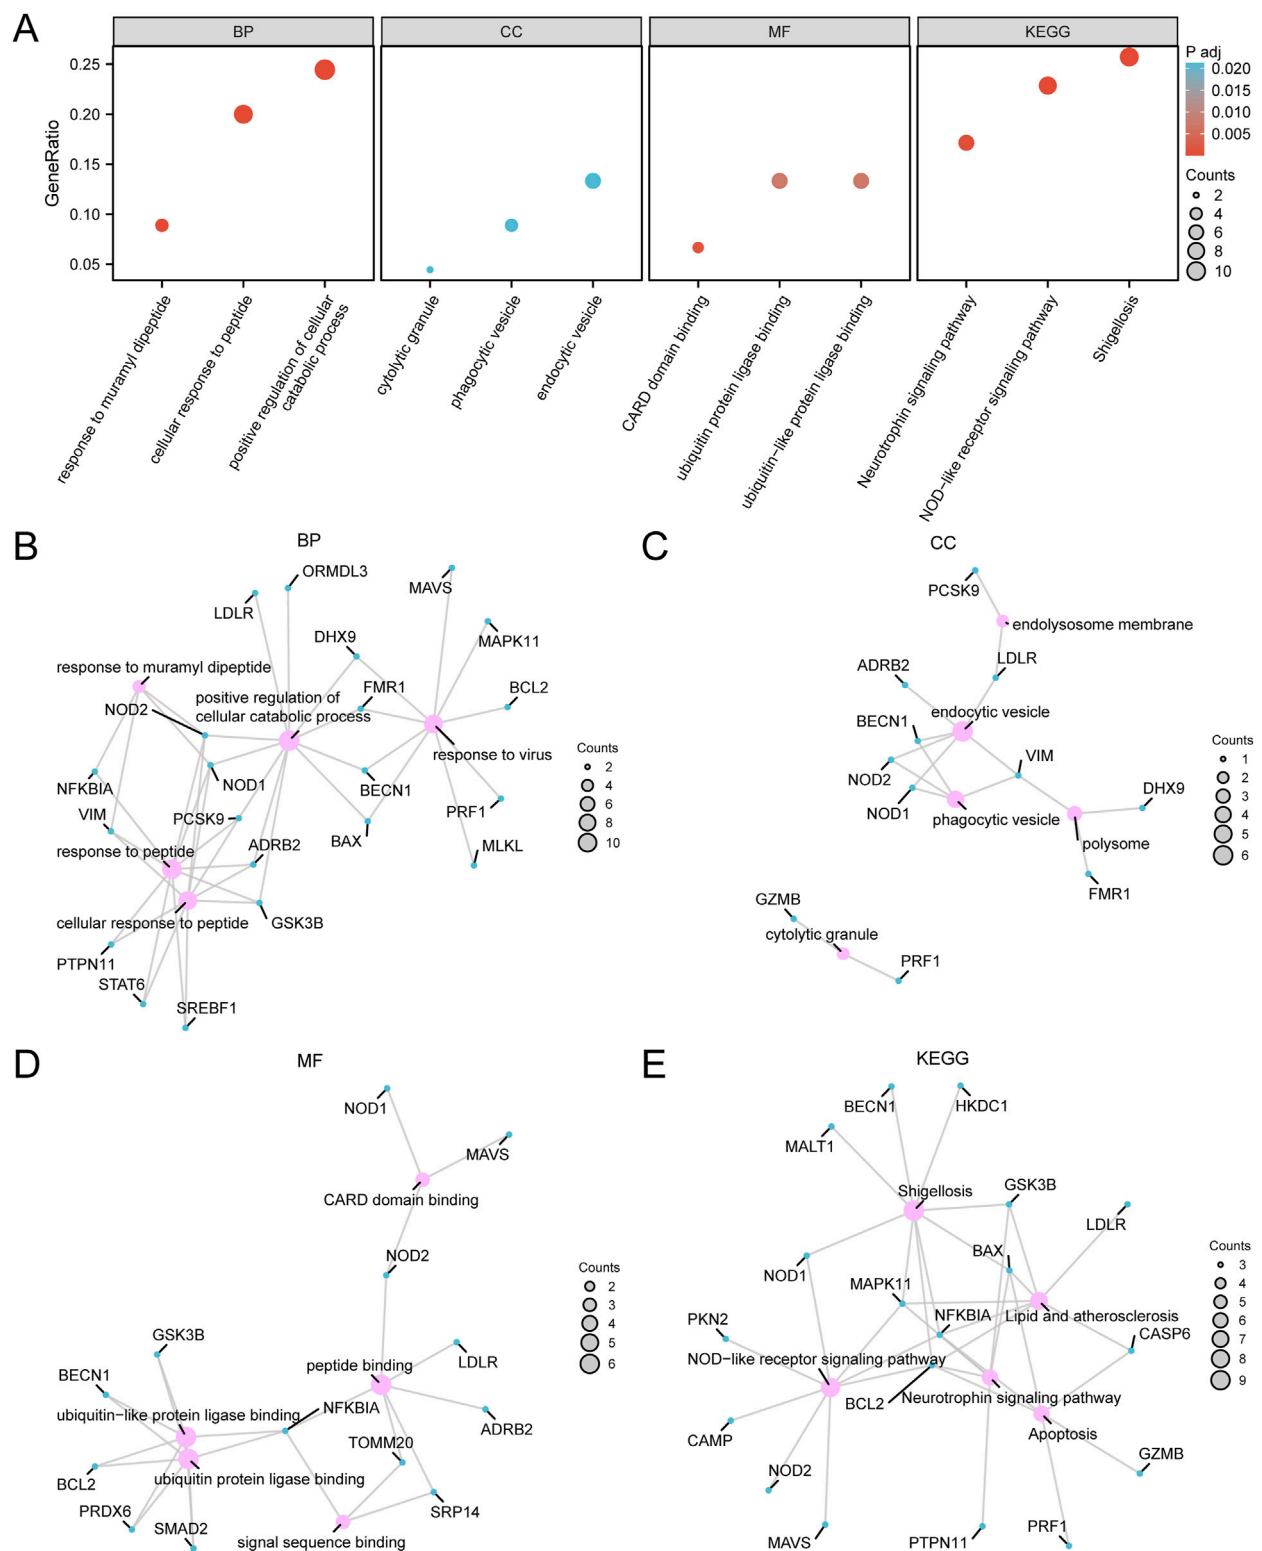 A
BP
CC
MF
KEGG
GeneRatio
0.25
0.20
0.15
0.10
0.05
response to muramyl dipeptide
cellular response to peptide
positive regulation of cellular
catabolic process
cytolytic granule
phagocytic vesicle
endocytic vesicle
CARD domain binding
ubiquitin protein ligase binding
ubiquitin−like protein ligase binding
Neurotrophin signaling pathway
NOD−like receptor signaling pathway
Shigellosis
P adj
0.020
0.015
0.010
0.005
Counts
2
4
6
8
10
B
BP
ORMDL3
LDLR
MAVS
DHX9
MAPK11
response to muramyl dipeptide
NOD2
positive regulation of
cellular catabolic process
FMR1
BCL2
response to virus
NFKBIA
NOD1
BECN1
VIM
PCSK9
PRF1
BAX
MLKL
response to peptide
ADRB2
cellular response to peptide
GSK3B
PTPN11
STAT6
SREBF1
Counts
2
4
6
8
10
C
CC
PCSK9
endolysosome membrane
ADRB2
LDLR
endocytic vesicle
BECN1
VIM
NOD2
DHX9
NOD1
phagocytic vesicle
polysome
FMR1
GZMB
cytolytic granule
PRF1
Counts
1
2
3
4
5
6
D
MF
NOD1
MAVS
CARD domain binding
NOD2
GSK3B
LDLR
peptide binding
BECN1
NFKBIA
ubiquitin−like protein ligase binding
ADRB2
TOMM20
ubiquitin protein ligase binding
BCL2
PRDX6
SRP14
SMAD2
signal sequence binding
Counts
2
3
4
5
6
E
KEGG
BECN1
HKDC1
MALT1
Shigellosis
GSK3B
LDLR
BAX
NOD1
MAPK11
PKN2
NFKBIA
Lipid and atherosclerosis
CASP6
NOD−like receptor signaling pathway
BCL2
Neurotrophin signaling pathway
CAMP
Apoptosis
GZMB
NOD2
MAVS
PTPN11
PRF1
Counts
3
4
5
6
7
8
9